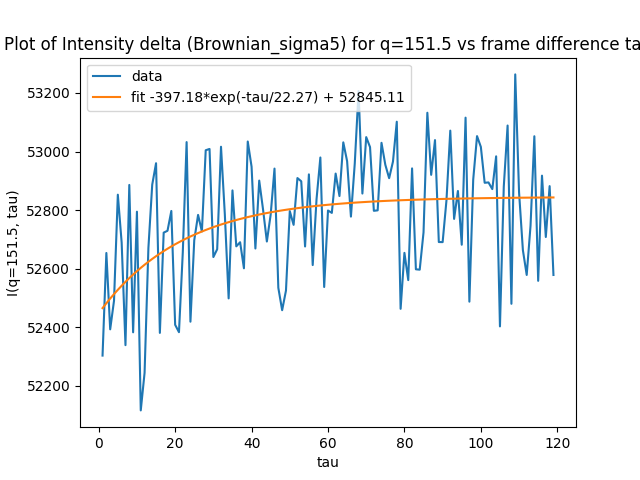 Plot of Intensity delta (Brownian_sigma5) for q=151.5 vs frame difference ta
data
fit -397.18*exp(-tau/22.27) + 52845.11
53200
53000
52800
52600
52400
52200
I(q=151.5, tau)
0 20 40 60 80 100 120
tau